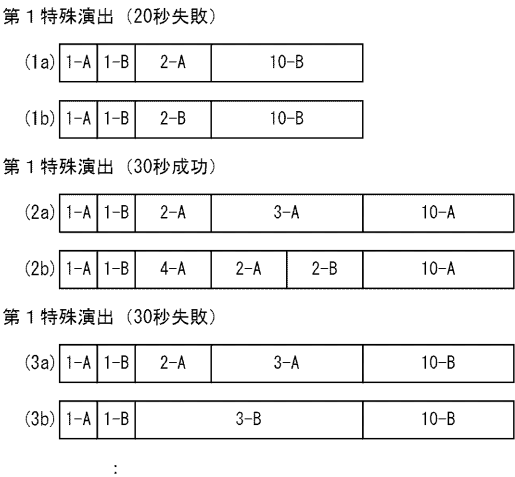 第1特殊演出（20秒失敗）
(1a) 1-A 1-B 2-A 10-B
(1b) 1-A 1-B 2-B 10-B
第1特殊演出（30秒成功）
(2a) 1-A 1-B 2-A 3-A 10-A
(2b) 1-A 1-B 4-A 2-A 2-B 10-A
第1特殊演出（30秒失敗）
(3a) 1-A 1-B 2-A 3-A 10-B
(3b) 1-A 1-B 3-B 10-B
: